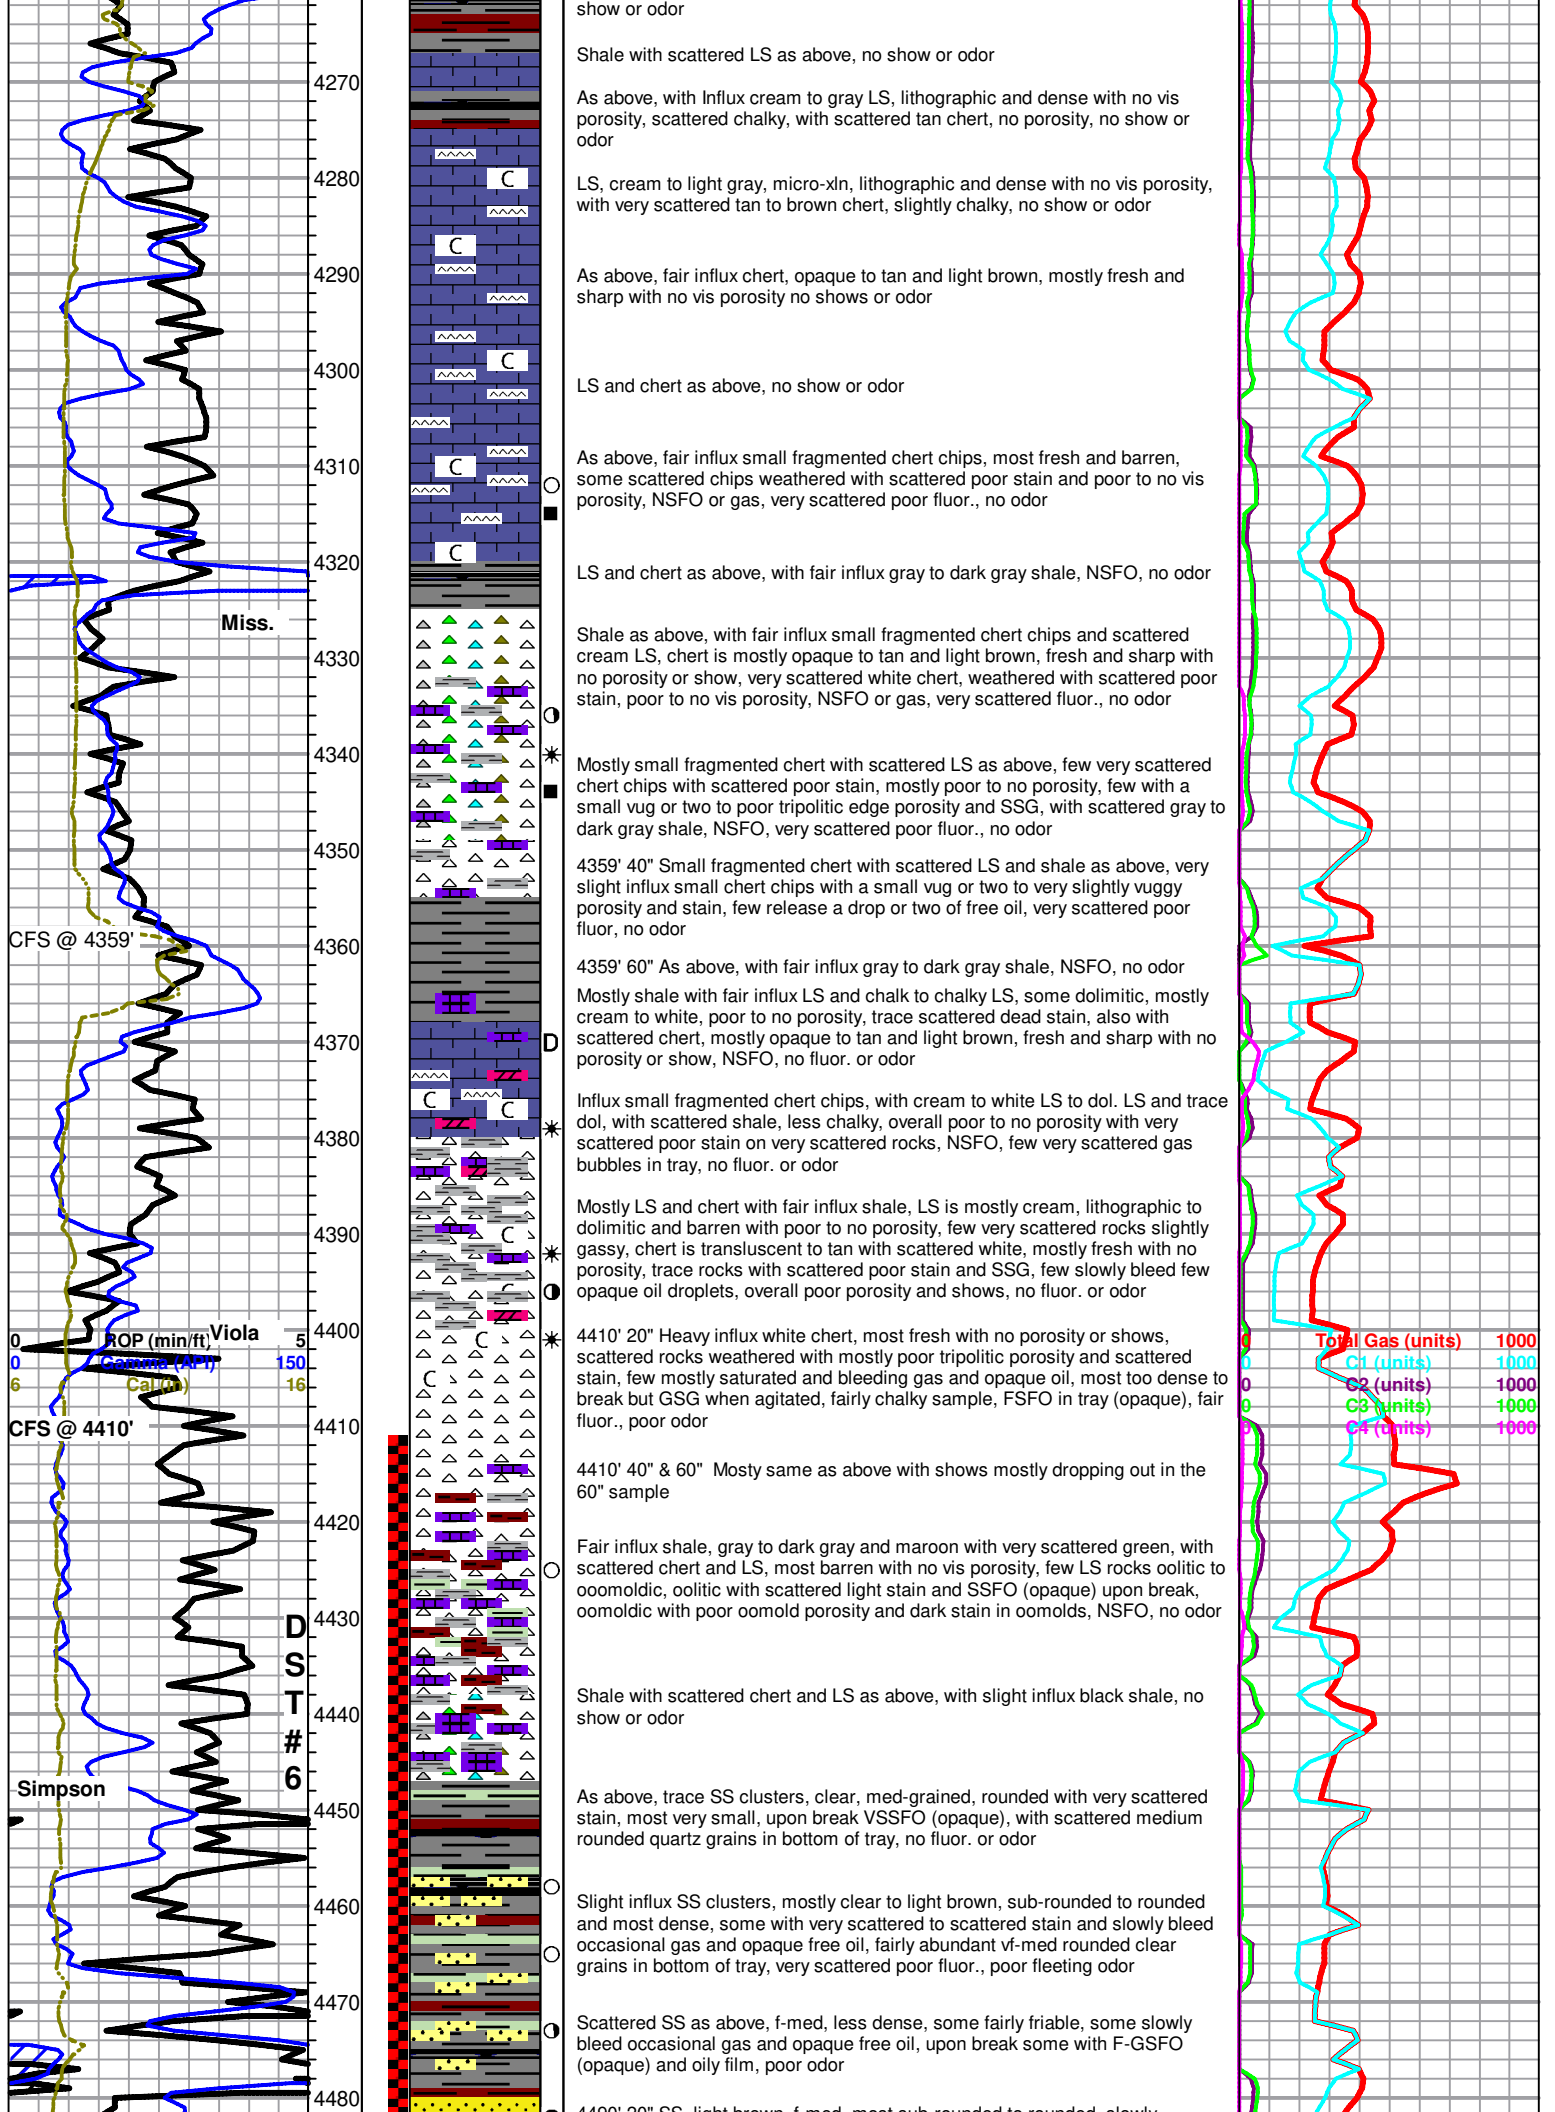 show or odor
Shale with scattered LS as above, no show or odor
4270
As above, with Influx cream to gray LS, lithographic and dense with no vis
porosity, scattered chalky, with scattered tan chert, no porosity, no show or
odor
4280
C
LS, cream to light gray, micro-xln, lithographic and dense with no vis porosity,
with very scattered tan to brown chert, slightly chalky, no show or odor
C
4290
As above, fair influx chert, opaque to tan and light brown, mostly fresh and
sharp with no vis porosity no shows or odor
4300
C
LS and chert as above, no show or odor
4310
C
As above, fair influx small fragmented chert chips, most fresh and barren,
some scattered chips weathered with scattered poor stain and poor to no vis
porosity, NSFO or gas, very scattered poor fluor., no odor
4320
C
LS and chert as above, with fair influx gray to dark gray shale, NSFO, no odor
Miss.
4330
Shale as above, with fair influx small fragmented chert chips and scattered
cream LS, chert is mostly opaque to tan and light brown, fresh and sharp with
no porosity or show, very scattered white chert, weathered with scattered poor
stain, poor to no vis porosity, NSFO or gas, very scattered fluor., no odor
4340
Mostly small fragmented chert with scattered LS as above, few very scattered
chert chips with scattered poor stain, mostly poor to no porosity, few with a
small vug or two to poor tripolitic edge porosity and SSG, with scattered gray to
dark gray shale, NSFO, very scattered poor fluor., no odor
4350
4359' 40" Small fragmented chert with scattered LS and shale as above, very
slight influx small chert chips with a small vug or two to very slightly vuggy
porosity and stain, few release a drop or two of free oil, very scattered poor
fluor, no odor
CFS @ 4359'
4360
4359' 60" As above, with fair influx gray to dark gray shale, NSFO, no odor
Mostly shale with fair influx LS and chalk to chalky LS, some dolimitic, mostly
cream to white, poor to no porosity, trace scattered dead stain, also with
scattered chert, mostly opaque to tan and light brown, fresh and sharp with no
porosity or show, NSFO, no fluor. or odor
4370
D
C
C
Influx small fragmented chert chips, with cream to white LS to dol. LS and trace
dol, with scattered shale, less chalky, overall poor to no porosity with very
scattered poor stain on very scattered rocks, NSFO, few very scattered gas
bubbles in tray, no fluor. or odor
4380
Mostly LS and chert with fair influx shale, LS is mostly cream, lithographic to
dolimitic and barren with poor to no porosity, few very scattered rocks slightly
gassy, chert is transluscent to tan with scattered white, mostly fresh with no
porosity, trace rocks with scattered poor stain and SSG, few slowly bleed few
opaque oil droplets, overall poor porosity and shows, no fluor. or odor
4390
C
C
Viola
4400
C
0 ROP (min/ft) 5
0 Gamma (API) 150
6 Cal (in) 16
0 Total Gas (units) 1000
0 C1 (units) 1000
0 C2 (units) 1000
0 C3 (units) 1000
0 C4 (units) 1000
4410' 20" Heavy influx white chert, most fresh with no porosity or shows,
scattered rocks weathered with mostly poor tripolitic porosity and scattered
stain, few mostly saturated and bleeding gas and opaque oil, most too dense to
break but GSG when agitated, fairly chalky sample, FSFO in tray (opaque), fair
fluor., poor odor
C
CFS @ 4410'
4410
4410' 40" & 60" Mosty same as above with shows mostly dropping out in the
60" sample
4420
Fair influx shale, gray to dark gray and maroon with very scattered green, with
scattered chert and LS, most barren with no vis porosity, few LS rocks oolitic to
ooomoldic, oolitic with scattered light stain and SSFO (opaque) upon break,
oomoldic with poor oomold porosity and dark stain in oomolds, NSFO, no odor
4430
D
S
T
#
6
Shale with scattered chert and LS as above, with slight influx black shale, no
show or odor
4440
Simpson
As above, trace SS clusters, clear, med-grained, rounded with very scattered
stain, most very small, upon break VSSFO (opaque), with scattered medium
rounded quartz grains in bottom of tray, no fluor. or odor
4450
4460
Slight influx SS clusters, mostly clear to light brown, sub-rounded to rounded
and most dense, some with very scattered to scattered stain and slowly bleed
occasional gas and opaque free oil, fairly abundant vf-med rounded clear
grains in bottom of tray, very scattered poor fluor., poor fleeting odor
4470
Scattered SS as above, f-med, less dense, some fairly friable, some slowly
bleed occasional gas and opaque free oil, upon break some with F-GSFO
(opaque) and oily film, poor odor
4480
4490' 20" SS, light brown, f-med, most sub-rounded to rounded, slowly